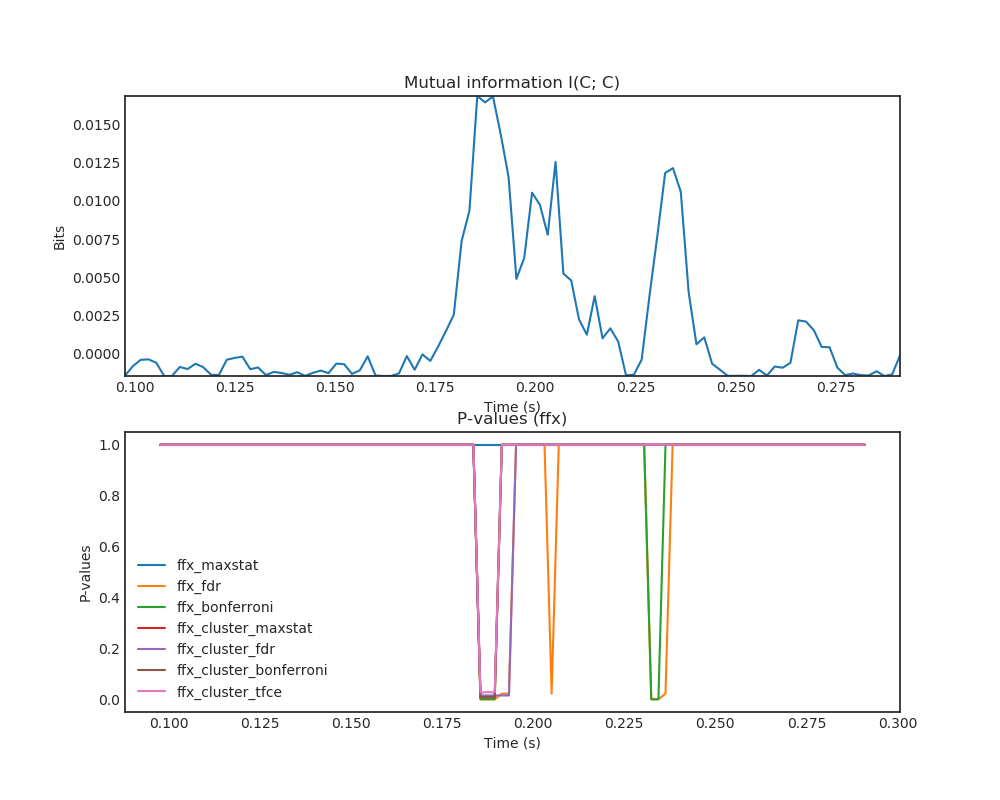 Mutual information I(C; C)
0.0150
0.0125
0.0100
0.0075
0.0050
0.0025
0.0000
Bits
0.100 0.125 0.150 0.175 0.200 0.225 0.250 0.275
Time (s)
P-values (ffx)
1.0
0.8
0.6
0.4
0.2
0.0
P-values
ffx_maxstat
ffx_fdr
ffx_bonferroni
ffx_cluster_maxstat
ffx_cluster_fdr
ffx_cluster_bonferroni
ffx_cluster_tfce
0.100 0.125 0.150 0.175 0.200 0.225 0.250 0.275 0.300
Time (s)